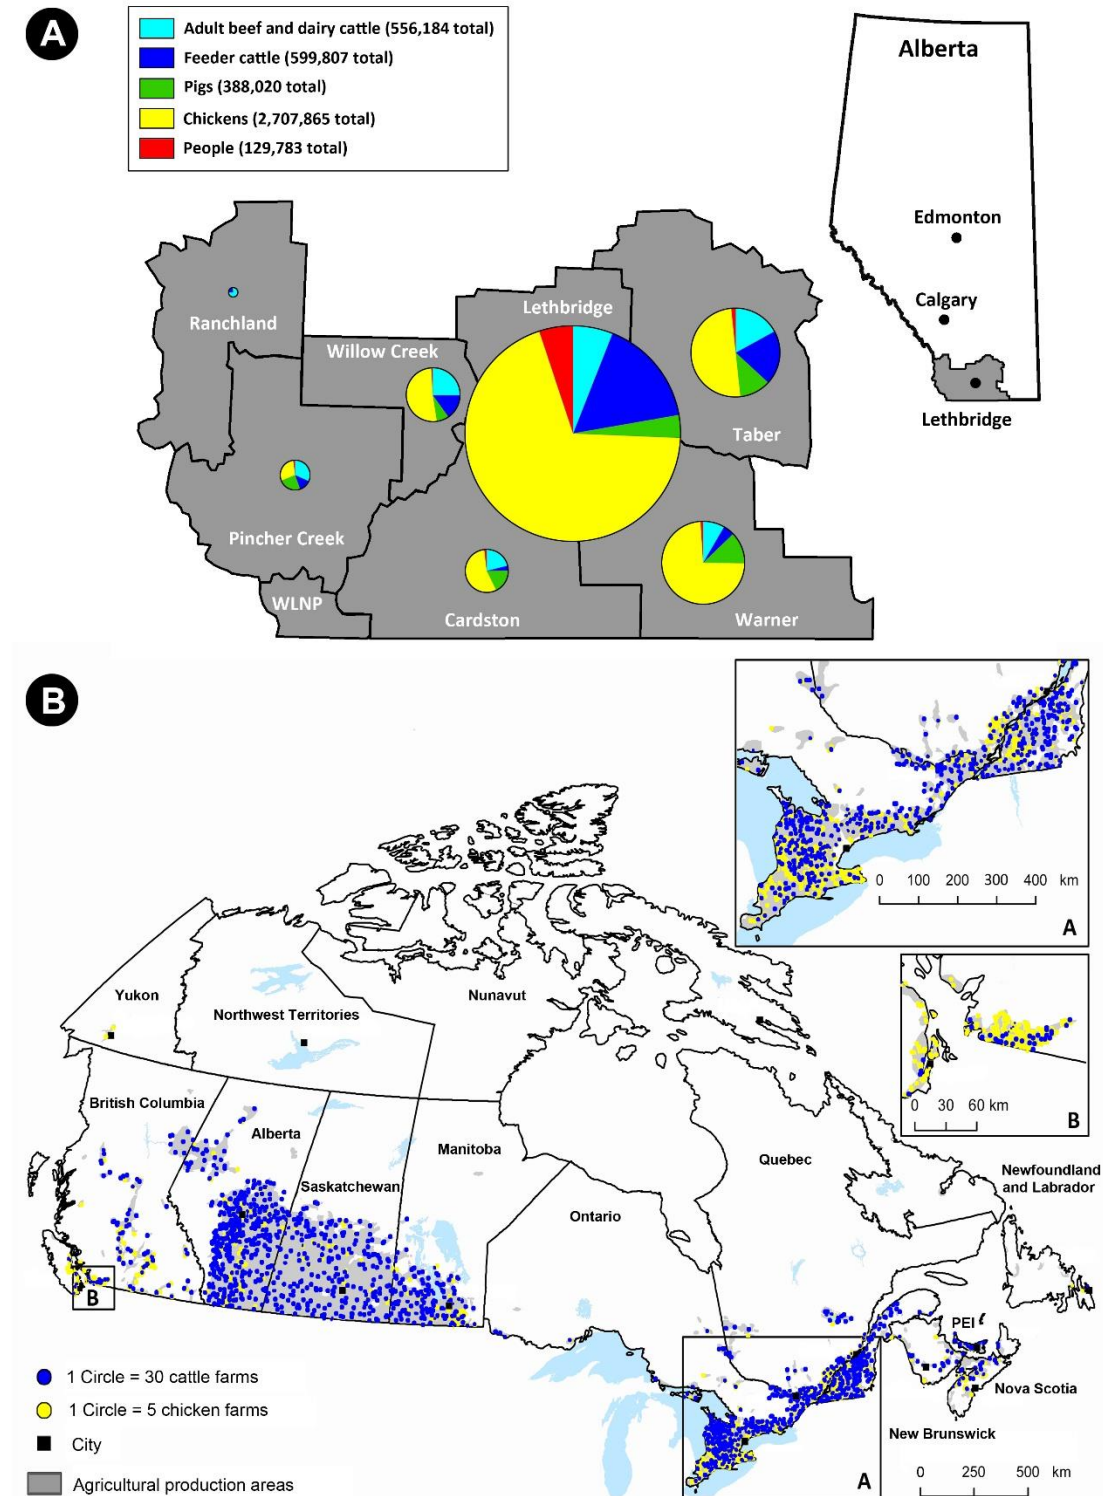 A
Adult beef and dairy cattle (556,184 total)
Feeder cattle (599,807 total)
Pigs (388,020 total)
Chickens (2,707,865 total)
People (129,783 total)
Alberta
Edmonton
Calgary
Lethbridge
Ranchland
Willow Creek
Lethbridge
Taber
Pincher Creek
WLNP
Cardston
Warner
B
0 100 200 300 400 km
A
0 30 60 km
B
Yukon
Northwest Territories
Nunavut
British Columbia
Alberta
Saskatchewan
Manitoba
Ontario
Quebec
Newfoundland
and Labrador
PEI
Nova Scotia
New Brunswick
B
A
1 Circle = 30 cattle farms
1 Circle = 5 chicken farms
City
Agricultural production areas
0 250 500 km